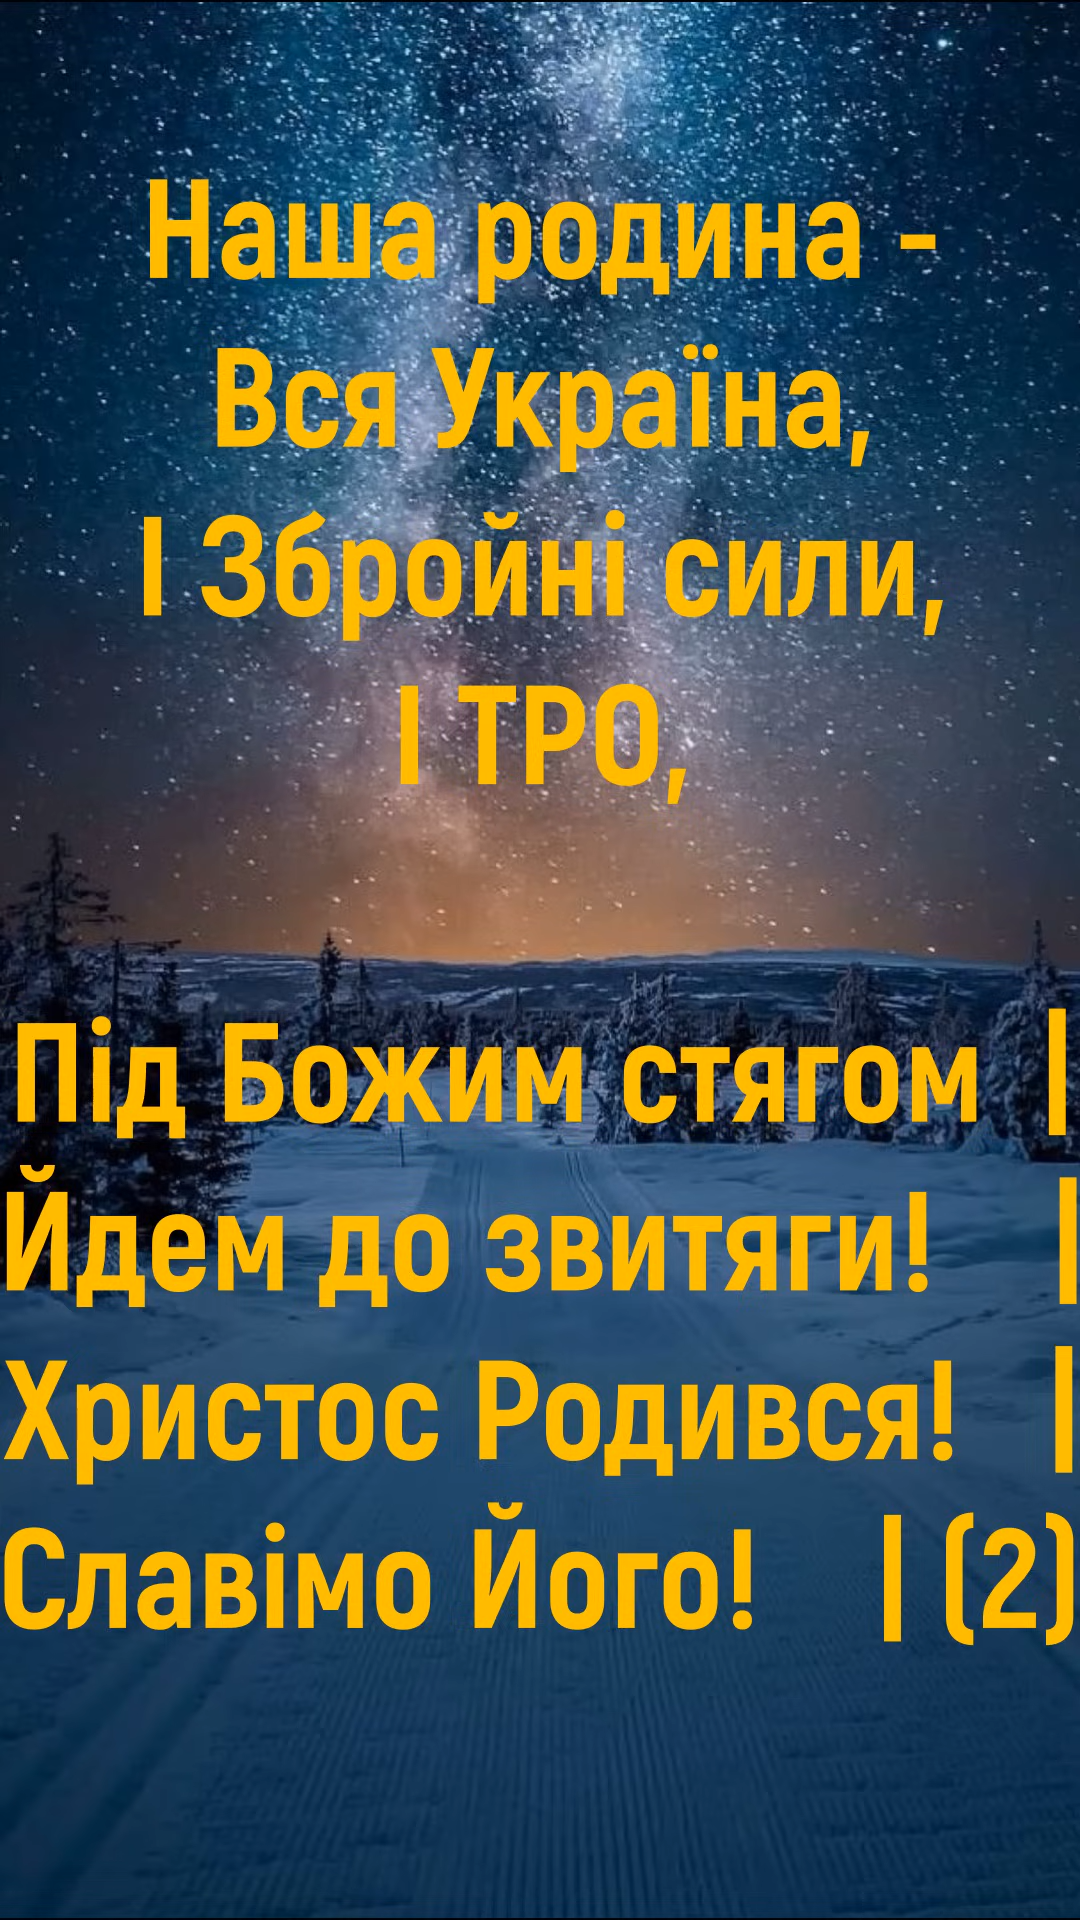 Наша родина -
Вся Україна,
І Збройні сили,
І ТРО,
Під Божим стягом |
Йдем до звитяги! |
Христос Родився! |
Славімо Його! | (2)